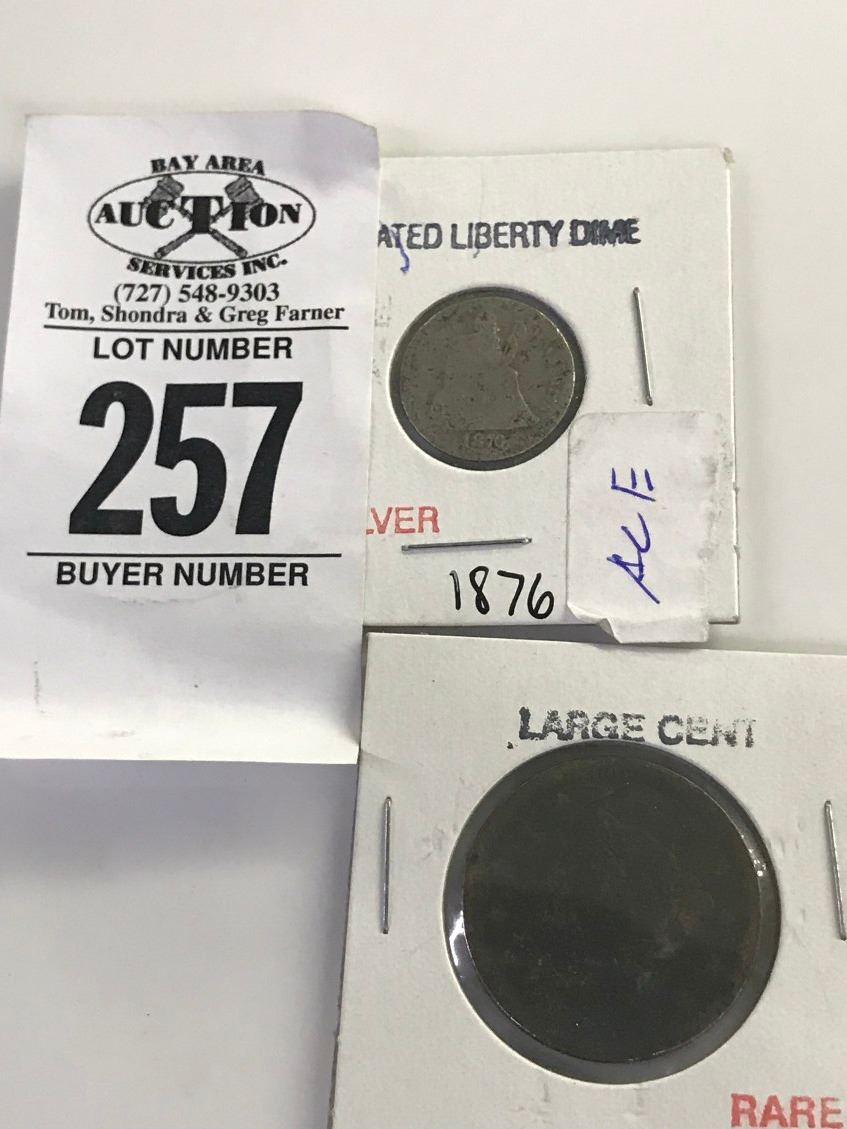 BAY AREA
AUCTION
SERVICES INC.
(727) 548-9303
Tom, Shondra & Greg Farner
LOT NUMBER
257
BUYER NUMBER
ATED LIBERTY DIME
LVER
1876
ACE
LARGE CENT
RARE